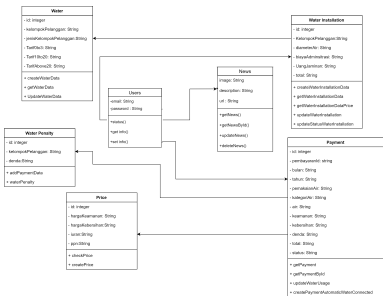 Water
- id: integer
- kelompokPelanggan:String
- jenisKelompokPelanggan:String
- Tarif10a3: String
- Tarif10to20: String
- TarifAbove20: String
+ createWaterData
+ getWaterData
+ UpdateWaterData
Water Installation
- id: integer
- KelompokPelanggan:String
- diameterAir: String
- biayaAdministrasi: String
- UangJaminan: String
- total: String
+ createWaterInstallationData
+ getWaterInstallationData
+ getWaterInstallationDataPrice
+ updateWaterInstallation
+ updateStatusWaterInstallation
Users
-email: String
-password : String
+
+ get info()
+ set info()
News
image: String
description: String
url : String
+getNews()
+getNewsById()
+updateNews()
+deleteNews()
Water Penalty
- id: integer
- kelompokPelanggan: String
- denda:String
+ addPaymentData
+ waterPenalty
Price
- id: integer
- hargaKeamanan: String
- hargaKebersihan:String
- iuran:String
- ppn:String
+ checkPrice
+ createPrice
Payment
- id: integer
- pembayaranId: string
- bulan: String
- tahun: String
- pemakaianAir: String
- kategoriAir: String
- air: String
- keamanan: String
- kebersihan: String
- denda: String
- total: String
- status: String
+ getPayment
+ getPaymentById
+ updateWaterUsage
+ createPaymentAutomaticWaterConnected